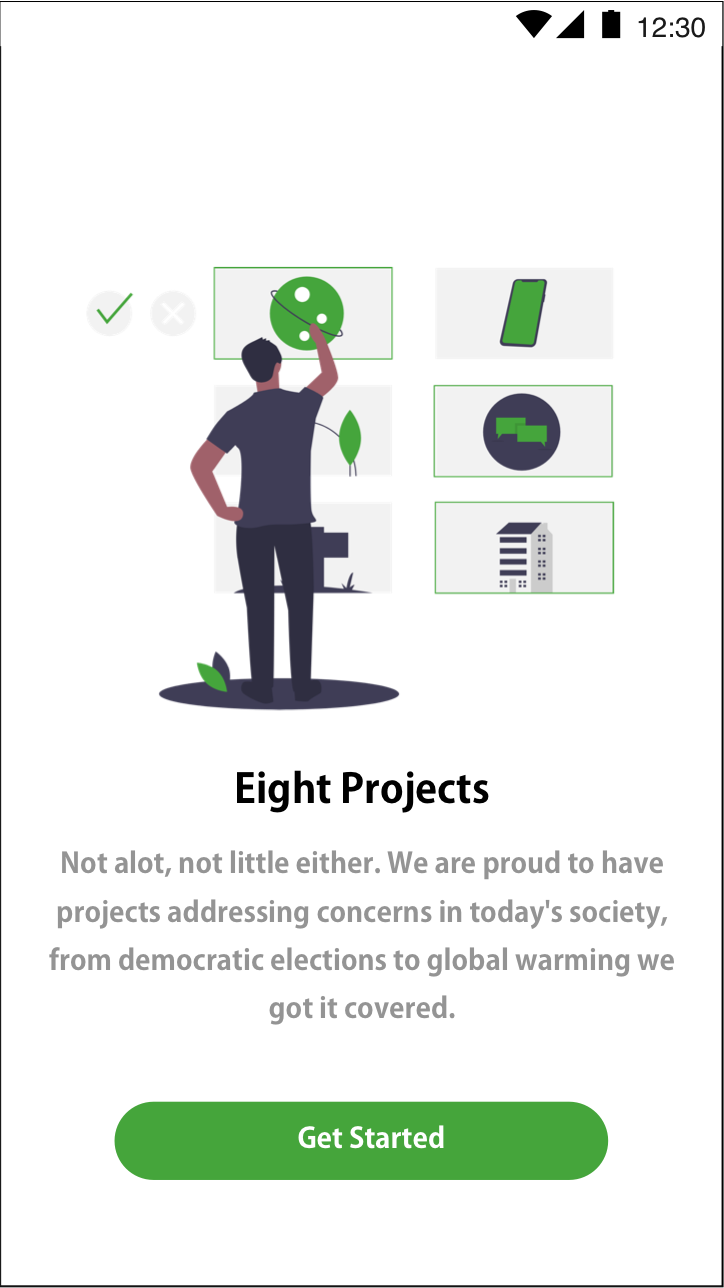 12:30
Eight Projects
Not alot, not little either. We are proud to have
projects addressing concerns in today's society,
from democratic elections to global warming we
got it covered.
Get Started